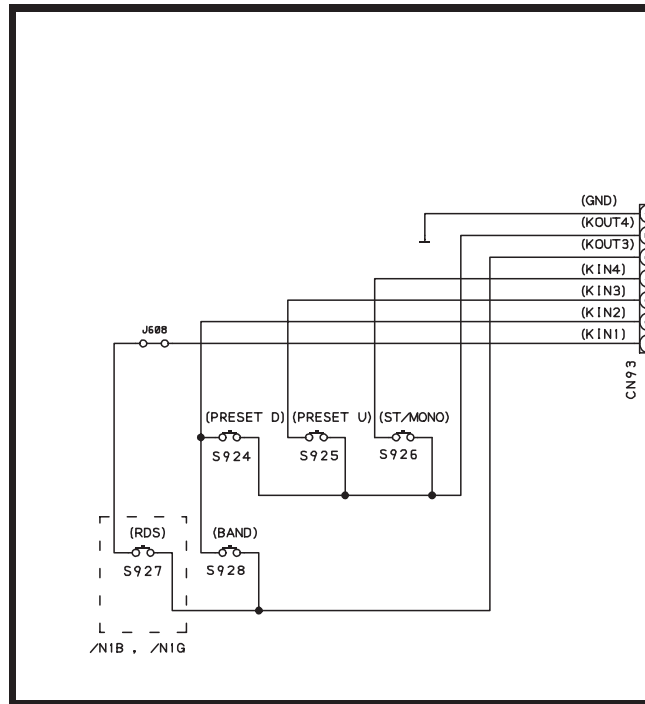 (GND)
(KOUT4)
(KOUT3)
(KIN4)
(KIN3)
(KIN2)
(KIN1)
J608
CN93
(PRESET D) (PRESET U) (ST/MONO)
S924 S925 S926
(RDS) (BAND)
S927 S928
/N1B , /N1G